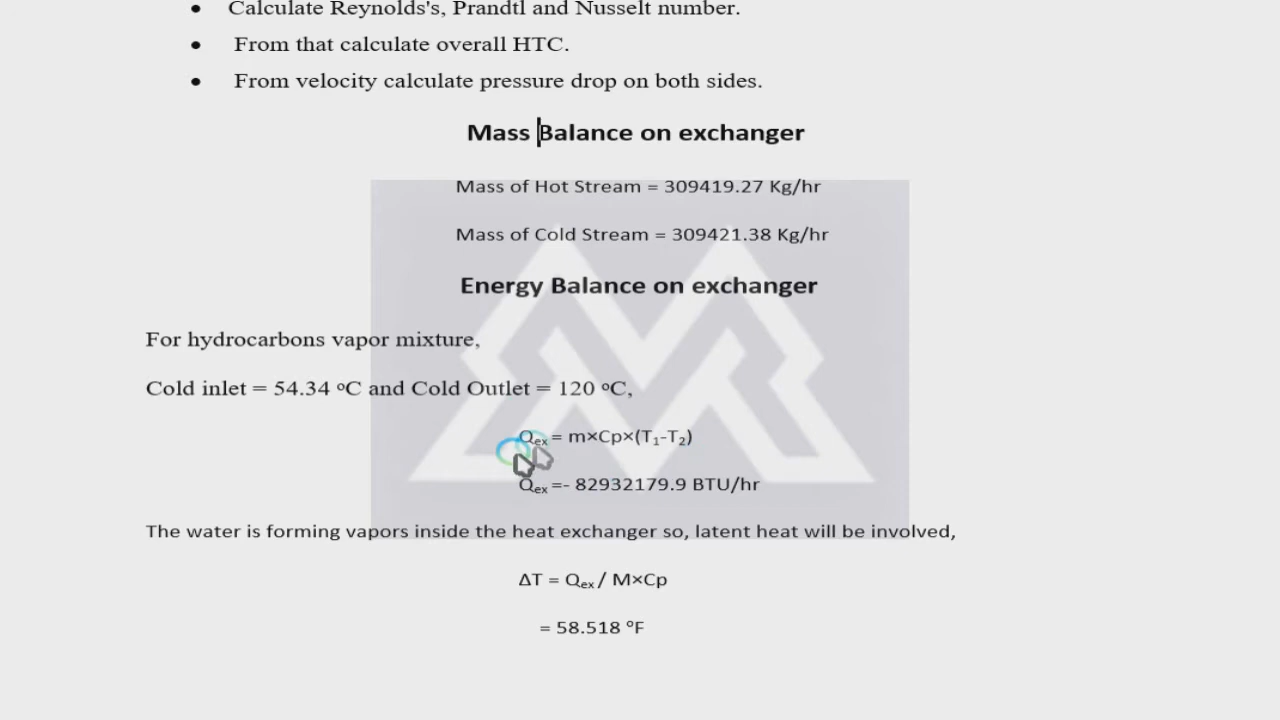 • Calculate Reynolds's, Prandtl and Nusselt number.
• From that calculate overall HTC.
• From velocity calculate pressure drop on both sides.
Mass Balance on exchanger
Mass of Hot Stream = 309419.27 Kg/hr
Mass of Cold Stream = 309421.38 Kg/hr
Energy Balance on exchanger
For hydrocarbons vapor mixture,
Cold inlet = 54.34 ºC and Cold Outlet = 120 ºC,
Qex = m×Cp×(T₁-T₂)
Qex =- 82932179.9 BTU/hr
The water is forming vapors inside the heat exchanger so, latent heat will be involved,
ΔT = Qex / M×Cp
= 58.518 ºF